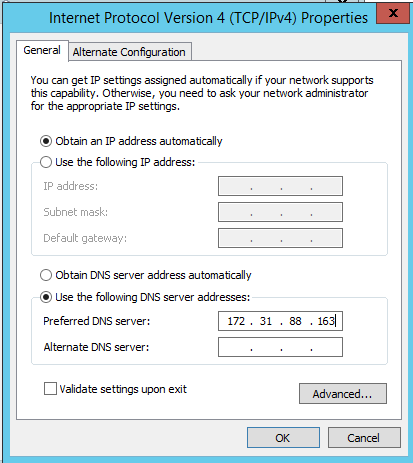 Internet Protocol Version 4 (TCP/IPv4) Properties
x
General
Alternate Configuration
You can get IP settings assigned automatically if your network supports
this capability. Otherwise, you need to ask your network administrator
for the appropriate IP settings.
Obtain an IP address automatically
Use the following IP address:
IP address: . . .
Subnet mask: . . .
Default gateway: . . .
Obtain DNS server address automatically
Use the following DNS server addresses:
Preferred DNS server: 172 . 31 . 88 . 163
Alternate DNS server: . . .
Validate settings upon exit
Advanced...
OK
Cancel